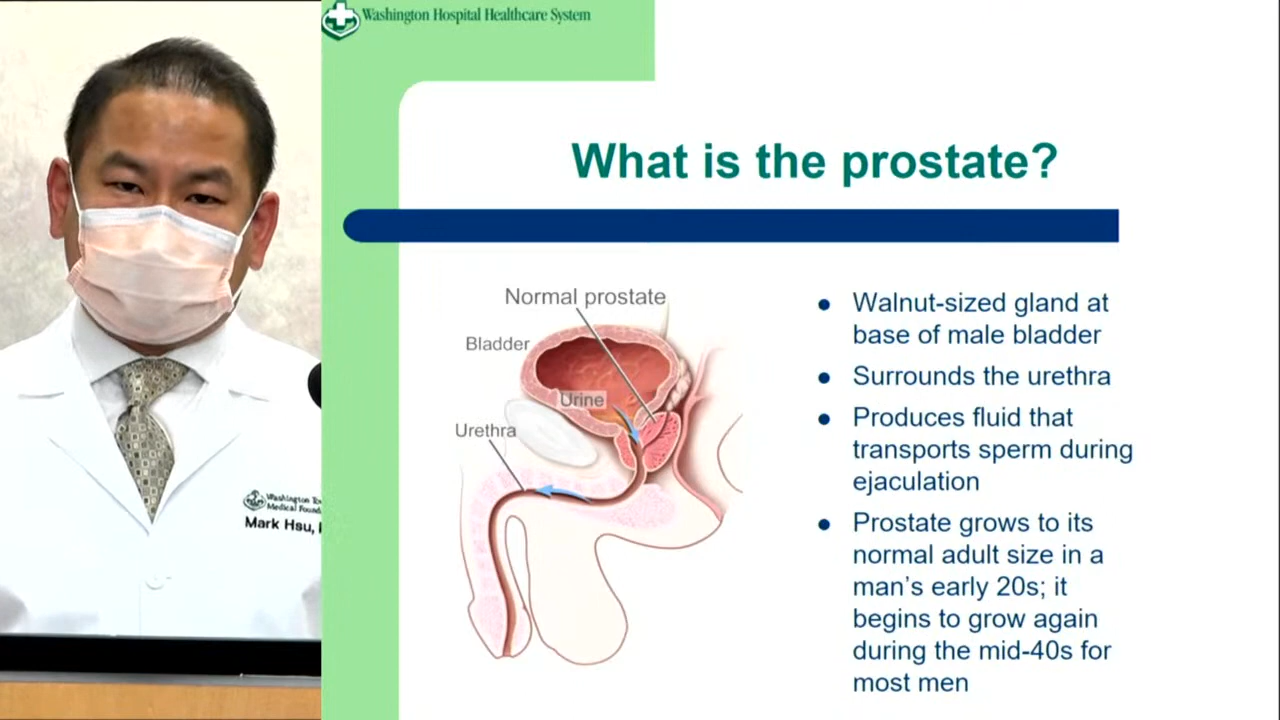 Washington Hospital Healthcare System
What is the prostate?
Normal prostate
Bladder
Urine
Urethra
● Walnut-sized gland at
base of male bladder
● Surrounds the urethra
● Produces fluid that
transports sperm during
ejaculation
● Prostate grows to its
normal adult size in a
man's early 20s; it
begins to grow again
during the mid-40s for
most men
Washington
Medical
Mark Hsu,